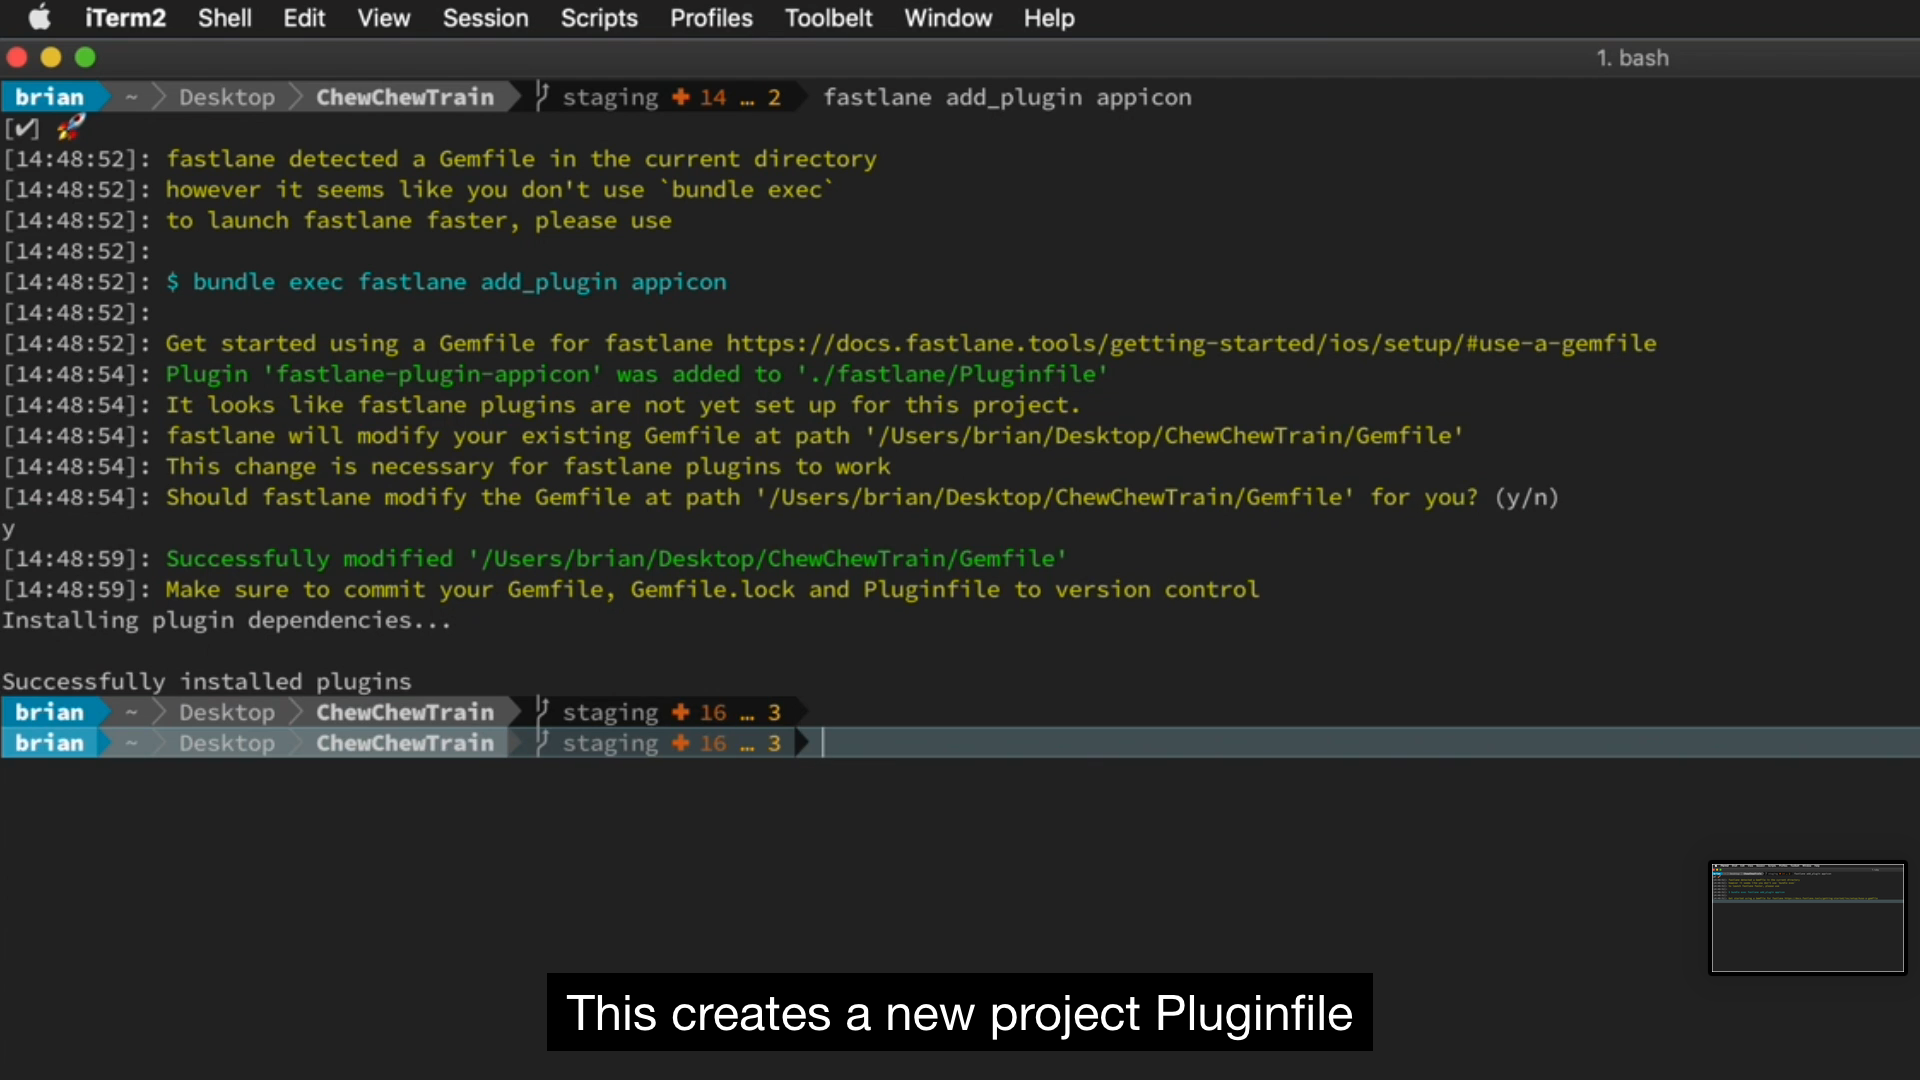 iTerm2 Shell Edit View Session Scripts Profiles Toolbelt Window Help
1. bash
brian ~ Desktop ChewChewTrain staging ✚ 14 … 2 fastlane add_plugin appicon
[✔] 🚀
[14:48:52]: fastlane detected a Gemfile in the current directory
[14:48:52]: however it seems like you don't use `bundle exec`
[14:48:52]: to launch fastlane faster, please use
[14:48:52]:
[14:48:52]: $ bundle exec fastlane add_plugin appicon
[14:48:52]:
[14:48:52]: Get started using a Gemfile for fastlane https://docs.fastlane.tools/getting-started/ios/setup/#use-a-gemfile
[14:48:54]: Plugin 'fastlane-plugin-appicon' was added to './fastlane/Pluginfile'
[14:48:54]: It looks like fastlane plugins are not yet set up for this project.
[14:48:54]: fastlane will modify your existing Gemfile at path '/Users/brian/Desktop/ChewChewTrain/Gemfile'
[14:48:54]: This change is necessary for fastlane plugins to work
[14:48:54]: Should fastlane modify the Gemfile at path '/Users/brian/Desktop/ChewChewTrain/Gemfile' for you? (y/n)
y
[14:48:59]: Successfully modified '/Users/brian/Desktop/ChewChewTrain/Gemfile'
[14:48:59]: Make sure to commit your Gemfile, Gemfile.lock and Pluginfile to version control
Installing plugin dependencies...
Successfully installed plugins
brian ~ Desktop ChewChewTrain staging ✚ 16 … 3
brian ~ Desktop ChewChewTrain staging ✚ 16 … 3
This creates a new project Pluginfile